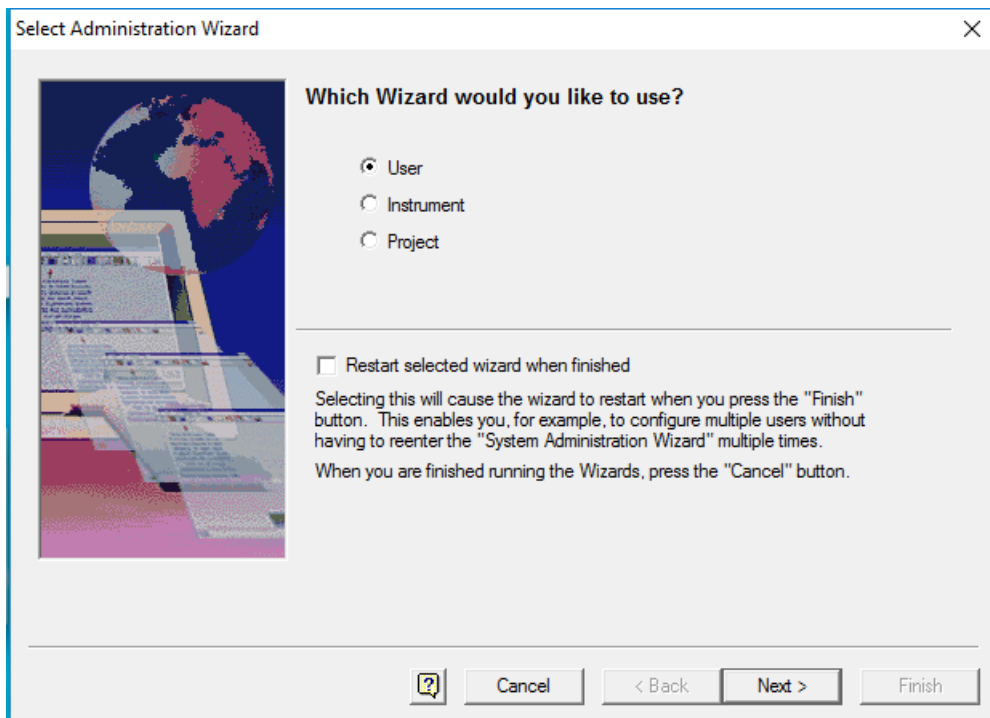 Select Administration Wizard
Which Wizard would you like to use?
User
Instrument
Project
Restart selected wizard when finished
Selecting this will cause the wizard to restart when you press the "Finish"
button. This enables you, for example, to configure multiple users without
having to reenter the "System Administration Wizard" multiple times.
When you are finished running the Wizards, press the "Cancel" button.
?
Cancel
< Back
Next >
Finish